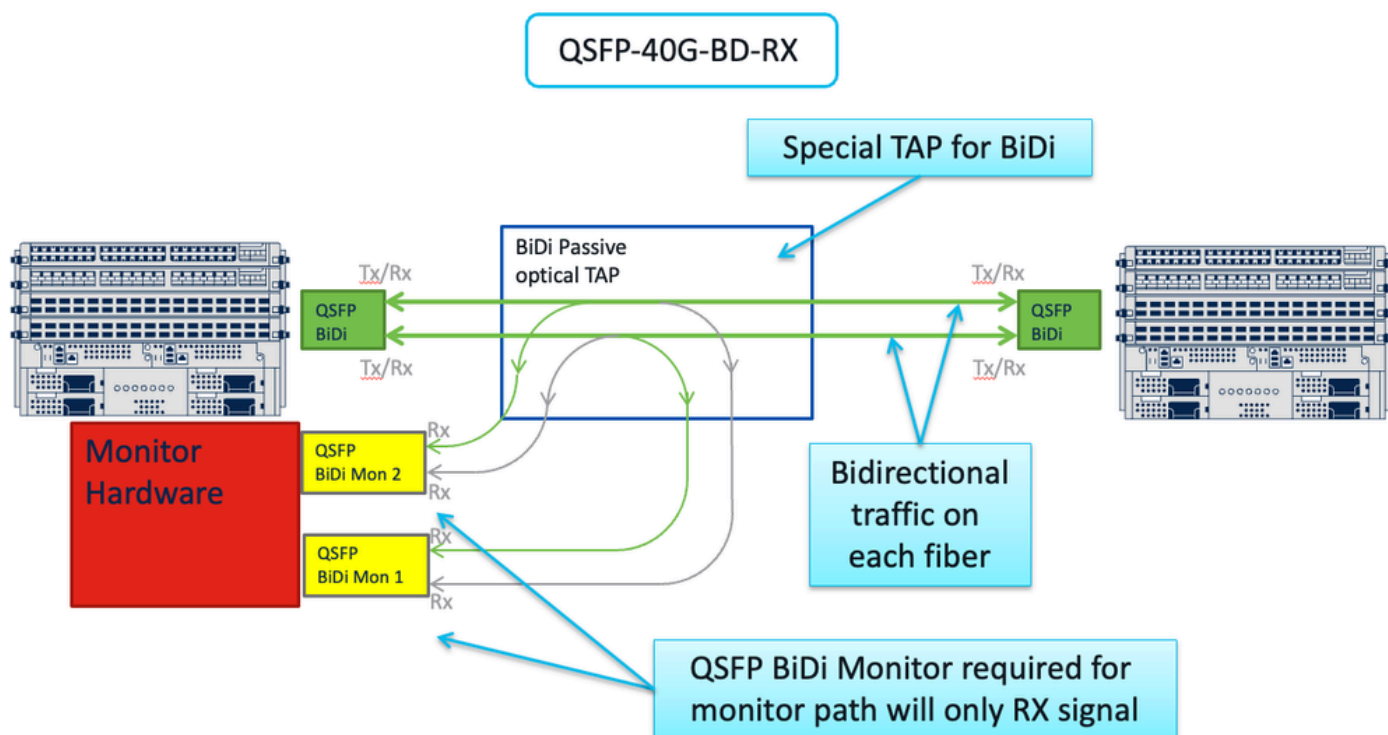 QSFP-40G-BD-RX
Special TAP for BiDi
BiDi Passive
optical TAP
Tx/Rx
Tx/Rx
QSFP
BiDi
QSFP
BiDi
Tx/Rx
Tx/Rx
Monitor
Hardware
QSFP
BiDi Mon 2
Rx
Rx
QSFP
BiDi Mon 1
Rx
Rx
Bidirectional
traffic on
each fiber
QSFP BiDi Monitor required for
monitor path will only RX signal